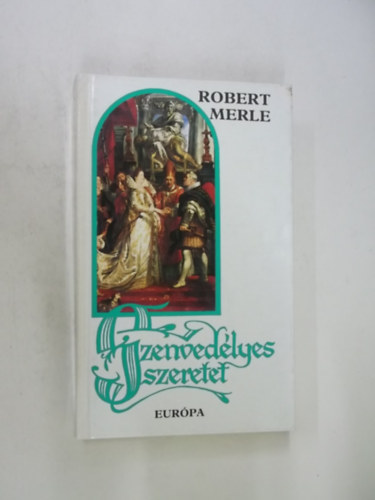 ROBERT
MERLE
Szenvedélyes
szeretet
EURÓPA